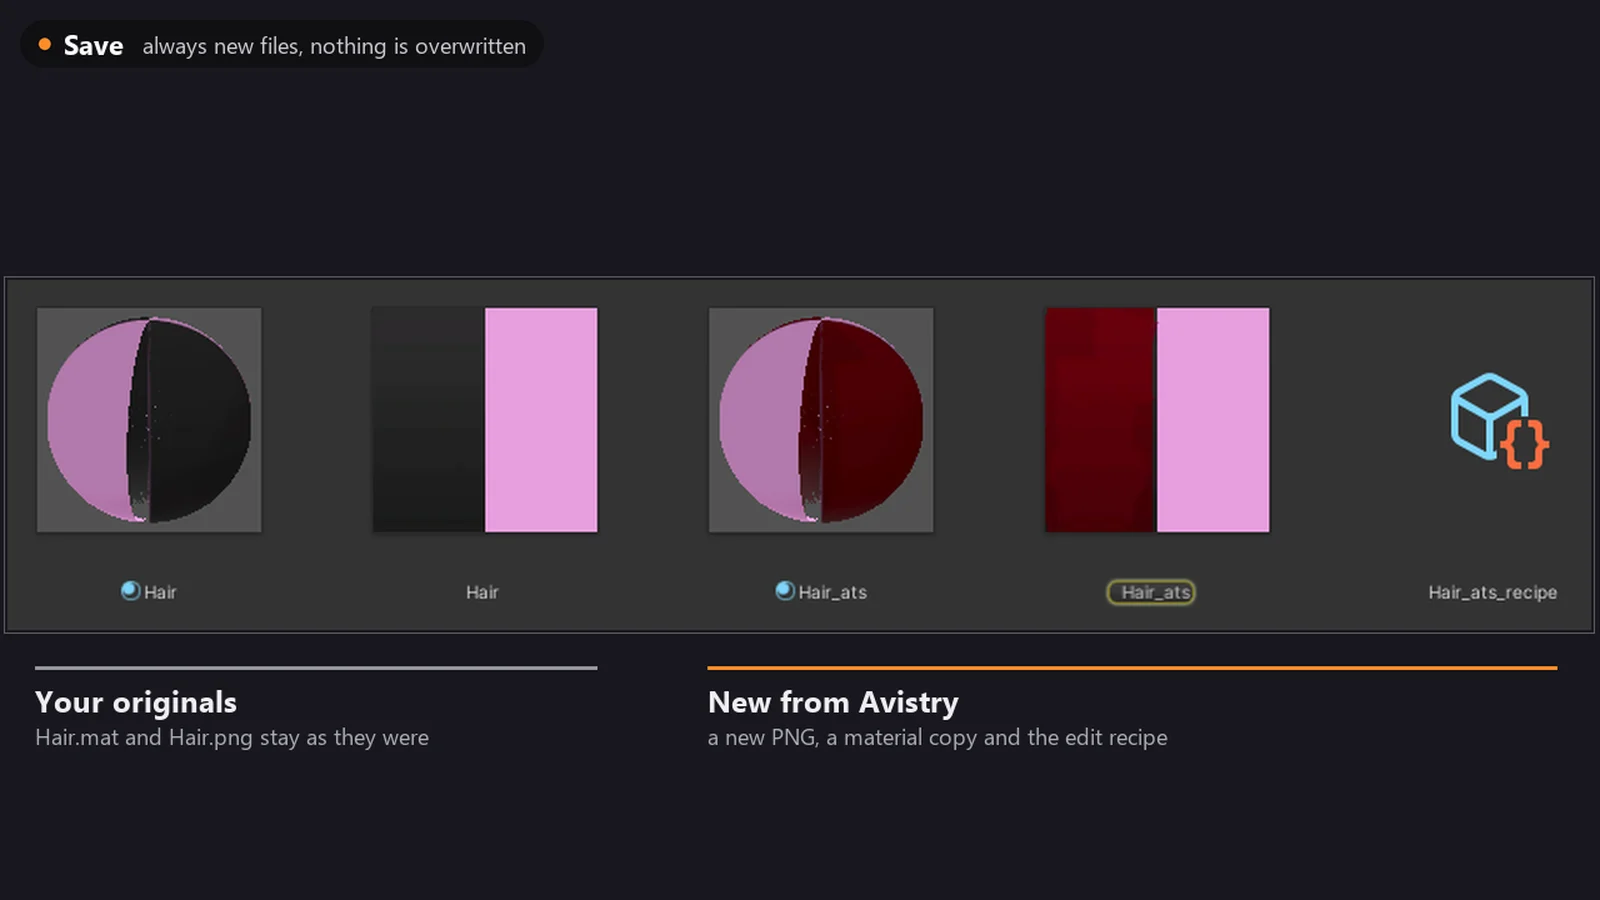 Save always new files, nothing is overwritten
Hair Hair Hair_ats Hair_ats Hair_ats_recipe
Your originals
Hair.mat and Hair.png stay as they were
New from Avistry
a new PNG, a material copy and the edit recipe